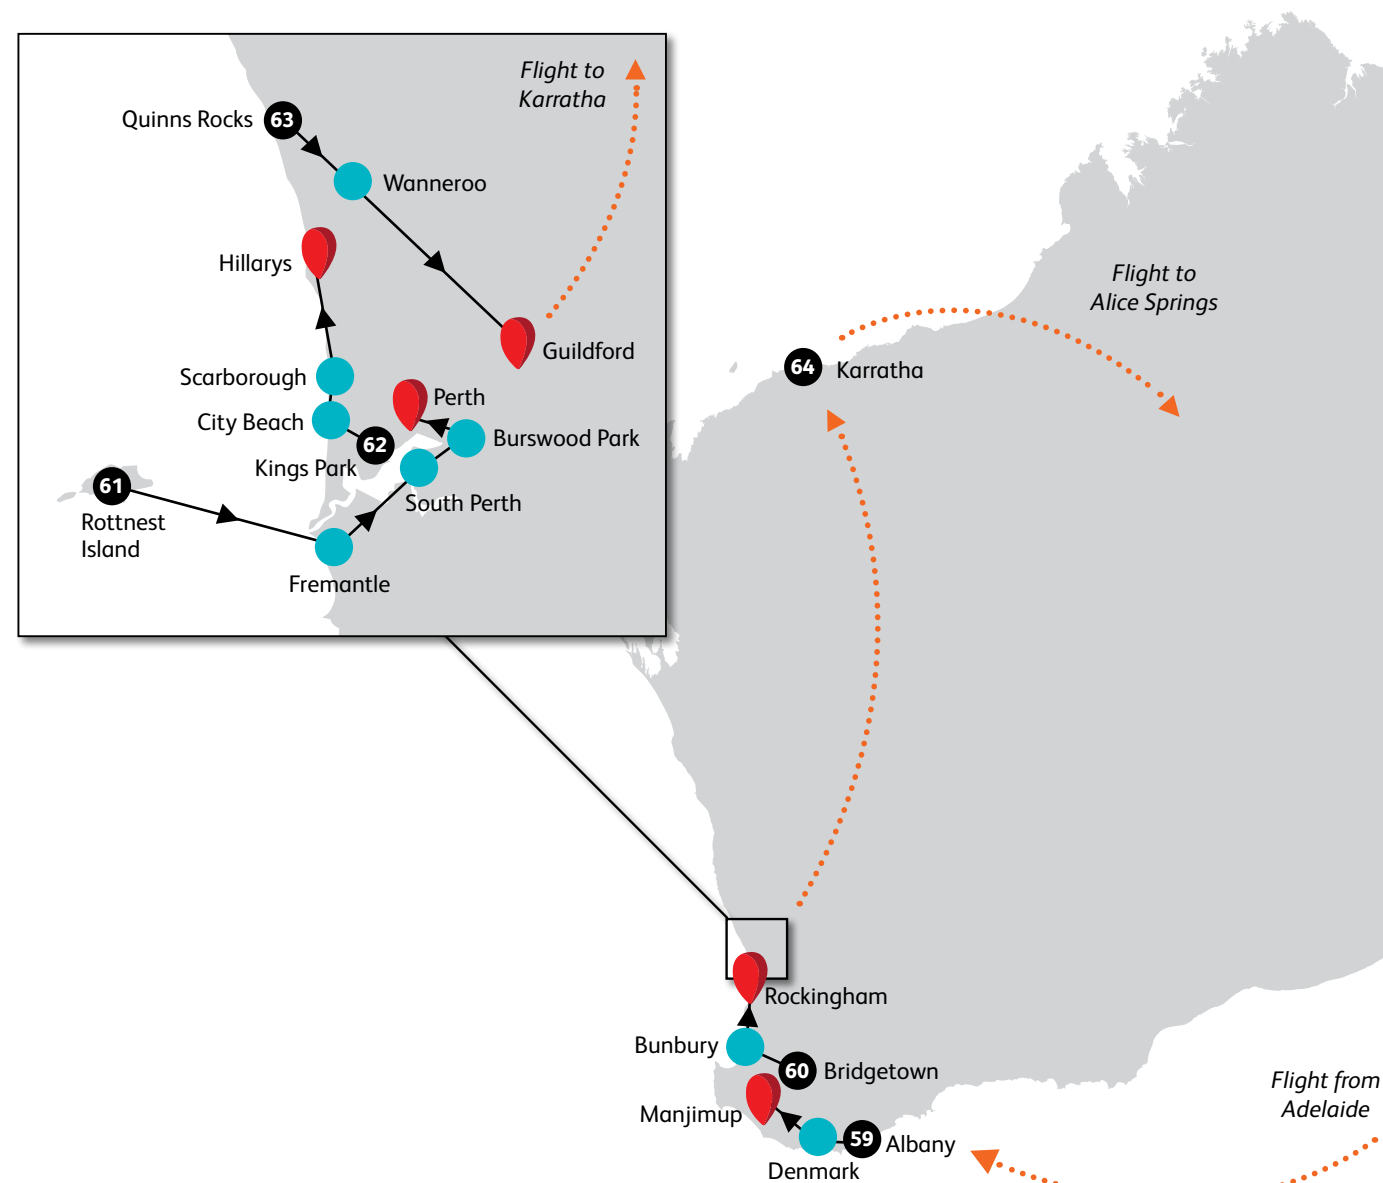 Flight to
Karratha
Quinns Rocks
63
Wanneroo
Hillarys
Guildford
Scarborough
Perth
City Beach
62
Burswood Park
Kings Park
61
South Perth
Rottnest
Island
Fremantle
Flight to
Alice Springs
64
Karratha
Rockingham
Bunbury
60
Bridgetown
Manjimup
59
Albany
Denmark
Flight from
Adelaide